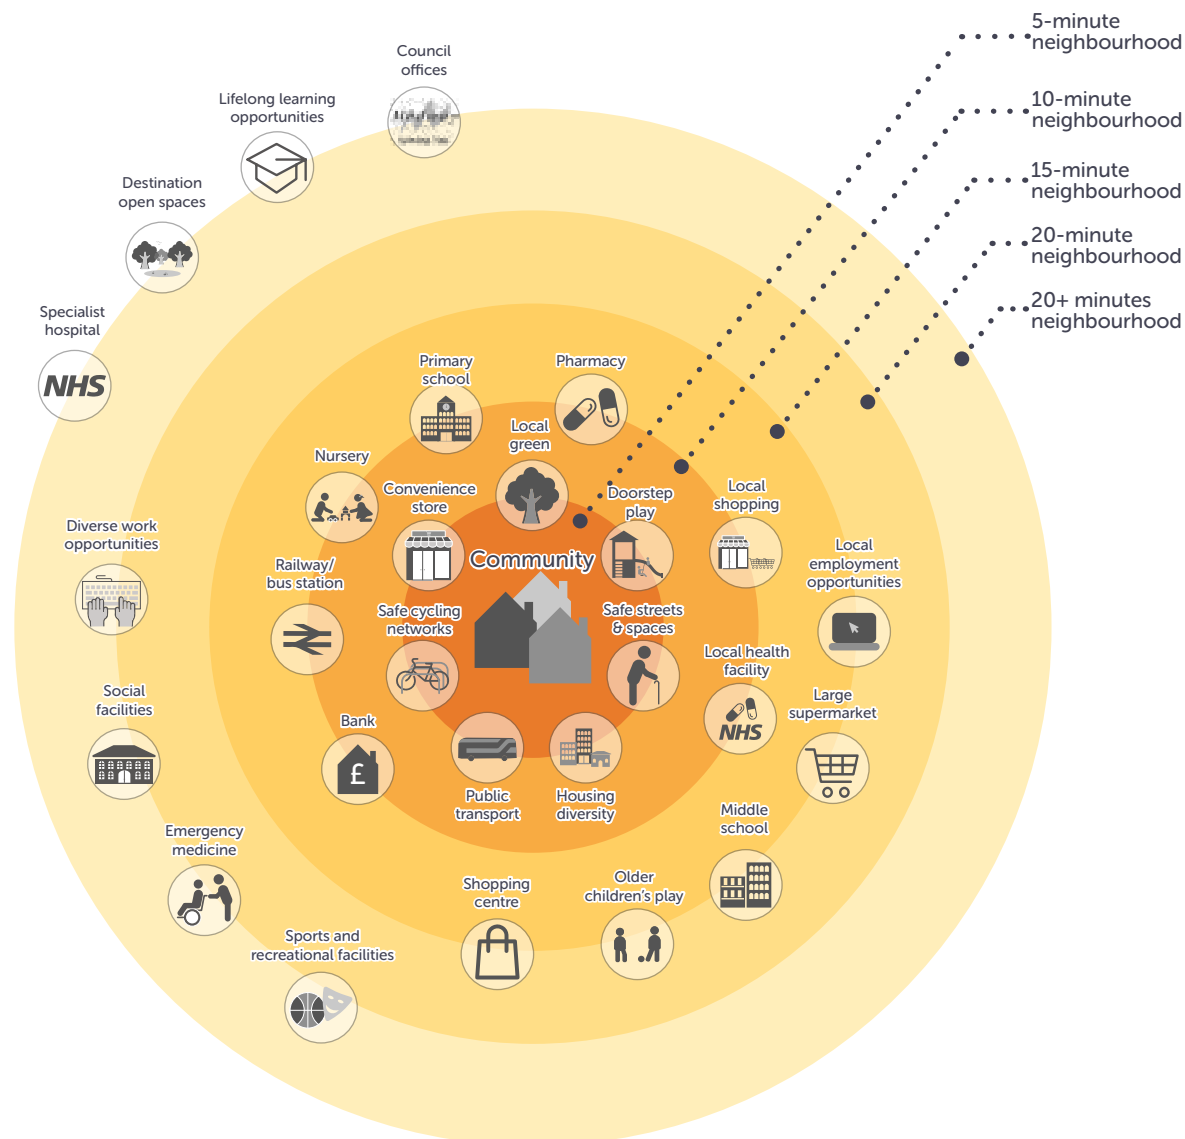 5-minute
neighbourhood
10-minute
neighbourhood
15-minute
neighbourhood
20-minute
neighbourhood
20+ minutes
neighbourhood
Council
offices
Lifelong learning
opportunities
Destination
open spaces
Specialist
hospital
NHS
Primary
school
Pharmacy
Local
green
Nursery
Convenience
store
Doorstep
play
Local
shopping
Diverse work
opportunities
Railway/
bus station
Community
Local
employment
opportunities
Safe cycling
networks
Safe streets
& spaces
Local health
facility
NHS
Social
facilities
Bank
£
Large
supermarket
Public
transport
Housing
diversity
Middle
school
Emergency
medicine
Shopping
centre
Older
children's play
Sports and
recreational facilities